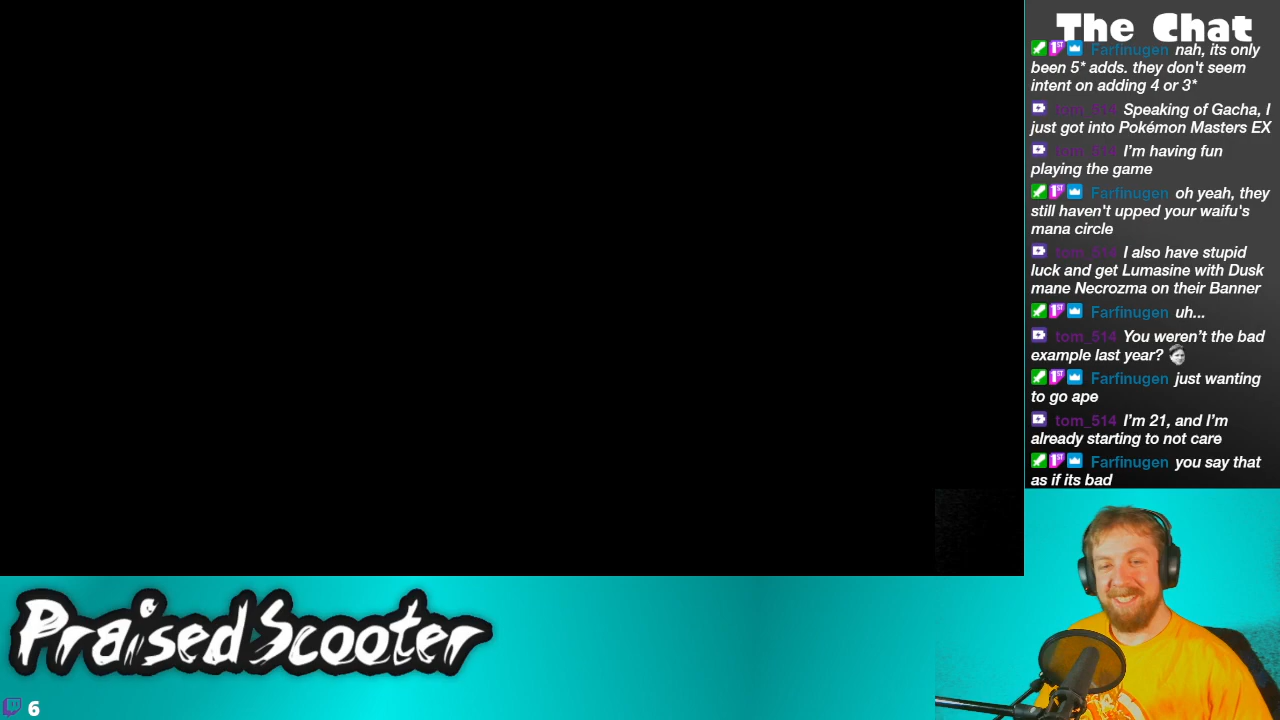 The Chat
Farfinugen nah, its only
been 5* adds. they don't seem
intent on adding 4 or 3*
tom_514 Speaking of Gacha, I
just got into Pokémon Masters EX
tom_514 I'm having fun
playing the game
Farfinugen oh yeah, they
still haven't upped your waifu's
mana circle
tom_514 I also have stupid
luck and get Lumasine with Dusk
mane Necrozma on their Banner
Farfinugen uh...
tom_514 You weren't the bad
example last year?
Farfinugen just wanting
to go ape
tom_514 I'm 21, and I'm
already starting to not care
Farfinugen you say that
as if its bad
PraisedScooter
6